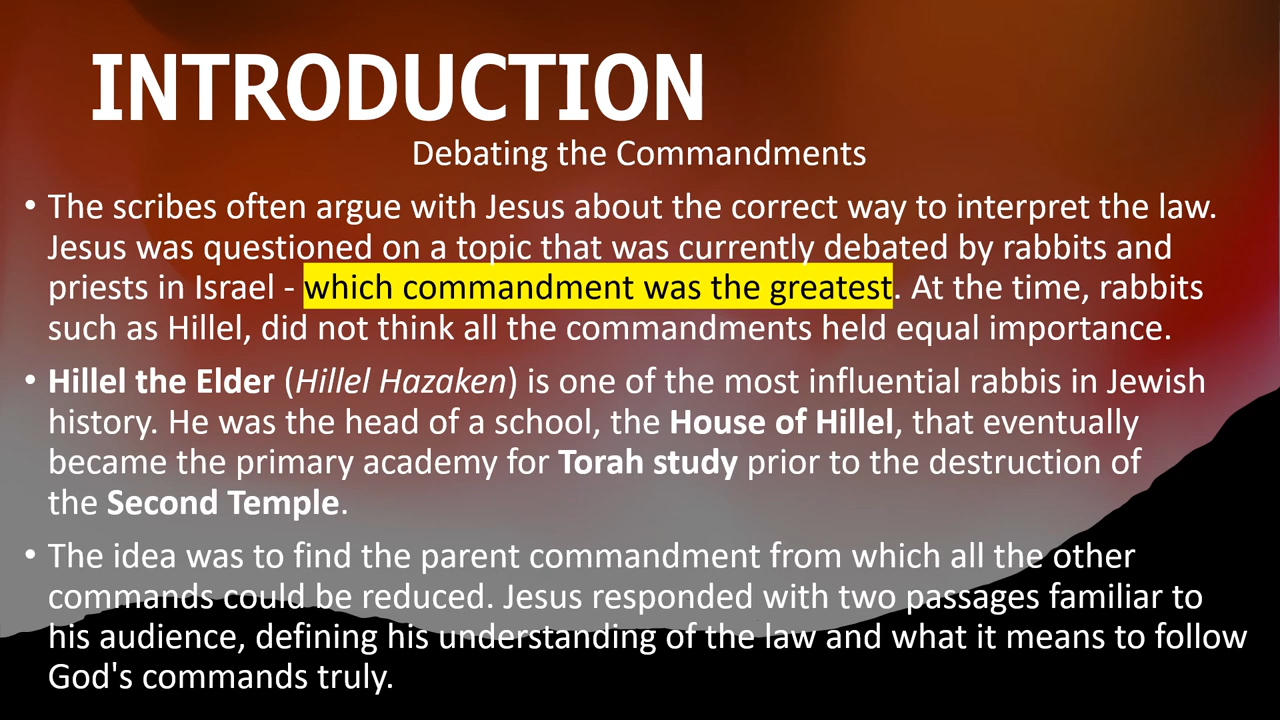 INTRODUCTION
Debating the Commandments
• The scribes often argue with Jesus about the correct way to interpret the law.
Jesus was questioned on a topic that was currently debated by rabbits and
priests in Israel - which commandment was the greatest. At the time, rabbits
such as Hillel, did not think all the commandments held equal importance.
• Hillel the Elder (Hillel Hazaken) is one of the most influential rabbis in Jewish
history. He was the head of a school, the House of Hillel, that eventually
became the primary academy for Torah study prior to the destruction of
the Second Temple.
• The idea was to find the parent commandment from which all the other
commands could be reduced. Jesus responded with two passages familiar to
his audience, defining his understanding of the law and what it means to follow
God's commands truly.